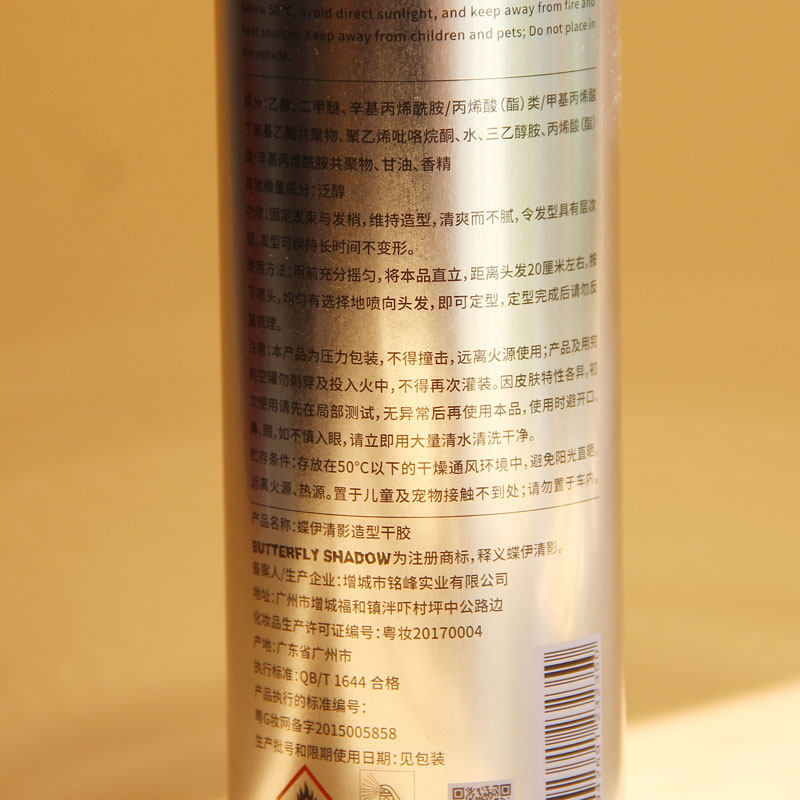 below 50°C, avoid direct sunlight, and keep away from fire and
heat sources. Keep away from children and pets; Do not place in
the vehicle.
成分：乙醇、二甲醚、辛基丙烯酰胺/丙烯酸（酯）类/甲基丙烯酸
丁氨基乙酯共聚物、聚乙烯吡咯烷酮、水、三乙醇胺、丙烯酸（酯）
类/辛基丙烯酰胺共聚物、甘油、香精
其他微量成分：泛醇
功效：固定发束与发梢，维持造型，清爽而不腻，令发型具有层次
感，发型可保持长时间不变形。
使用方法：用前充分摇匀，将本品直立，距离头发20厘米左右，按
下喷头，均匀有选择地喷向头发，即可定型，定型完成后请勿反
复梳理。
注意：本产品为压力包装，不得撞击，远离火源使用；产品及用完
的空罐勿刺穿及投入火中，不得再次灌装。因皮肤特性各异，初
次使用请先在局部测试，无异常后再使用本品，使用时避开口、
鼻、眼，如不慎入眼，请立即用大量清水清洗干净。
贮存条件：存放在50°C以下的干燥通风环境中，避免阳光直晒，
远离火源、热源。置于儿童及宠物接触不到处；请勿置于车内。
产品名称：蝶伊清影造型干胶
BUTTERFLY SHADOW为注册商标，释义蝶伊清影。
备案人/生产企业：增城市铭峰实业有限公司
地址：广州市增城福和镇泮吓村坪中公路边
化妆品生产许可证编号：粤妆20170004
产地：广东省广州市
执行标准：QB/T 1644 合格
产品执行的标准编号：
粤G妆网备字2015005858
生产批号和限期使用日期：见包装